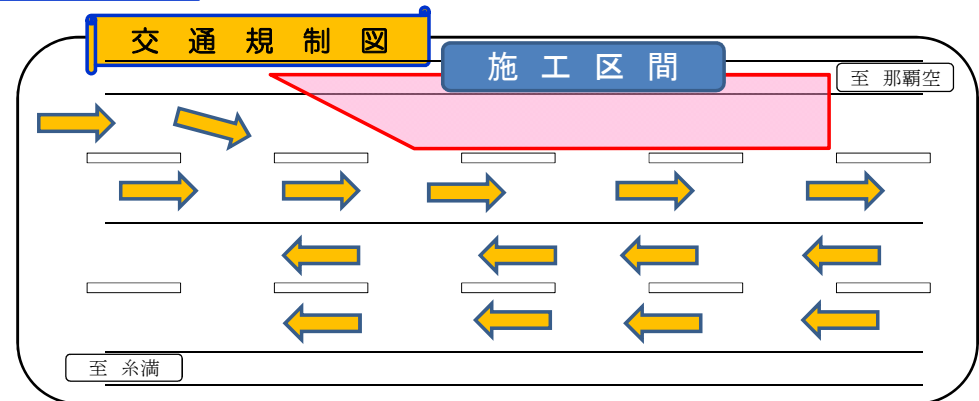 交通規制図
施工区間
至 那覇空
至 糸満